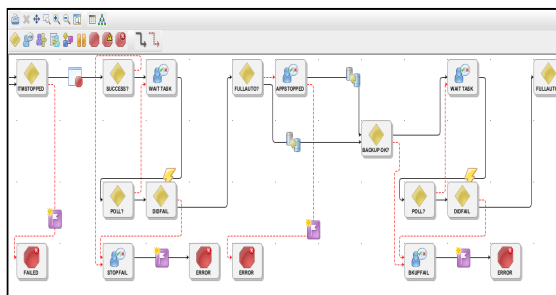 ITMSTOPPED
SUCCESS?
WAIT TASK
FULLAUTO?
APPSTOPPED
WAIT TASK
FULLAUTO
BACKUP OK?
POLL?
DIDFAIL
POLL?
DIDFAIL
FAILED
STOPFAIL
ERROR
ERROR
BKUPFAIL
ERROR